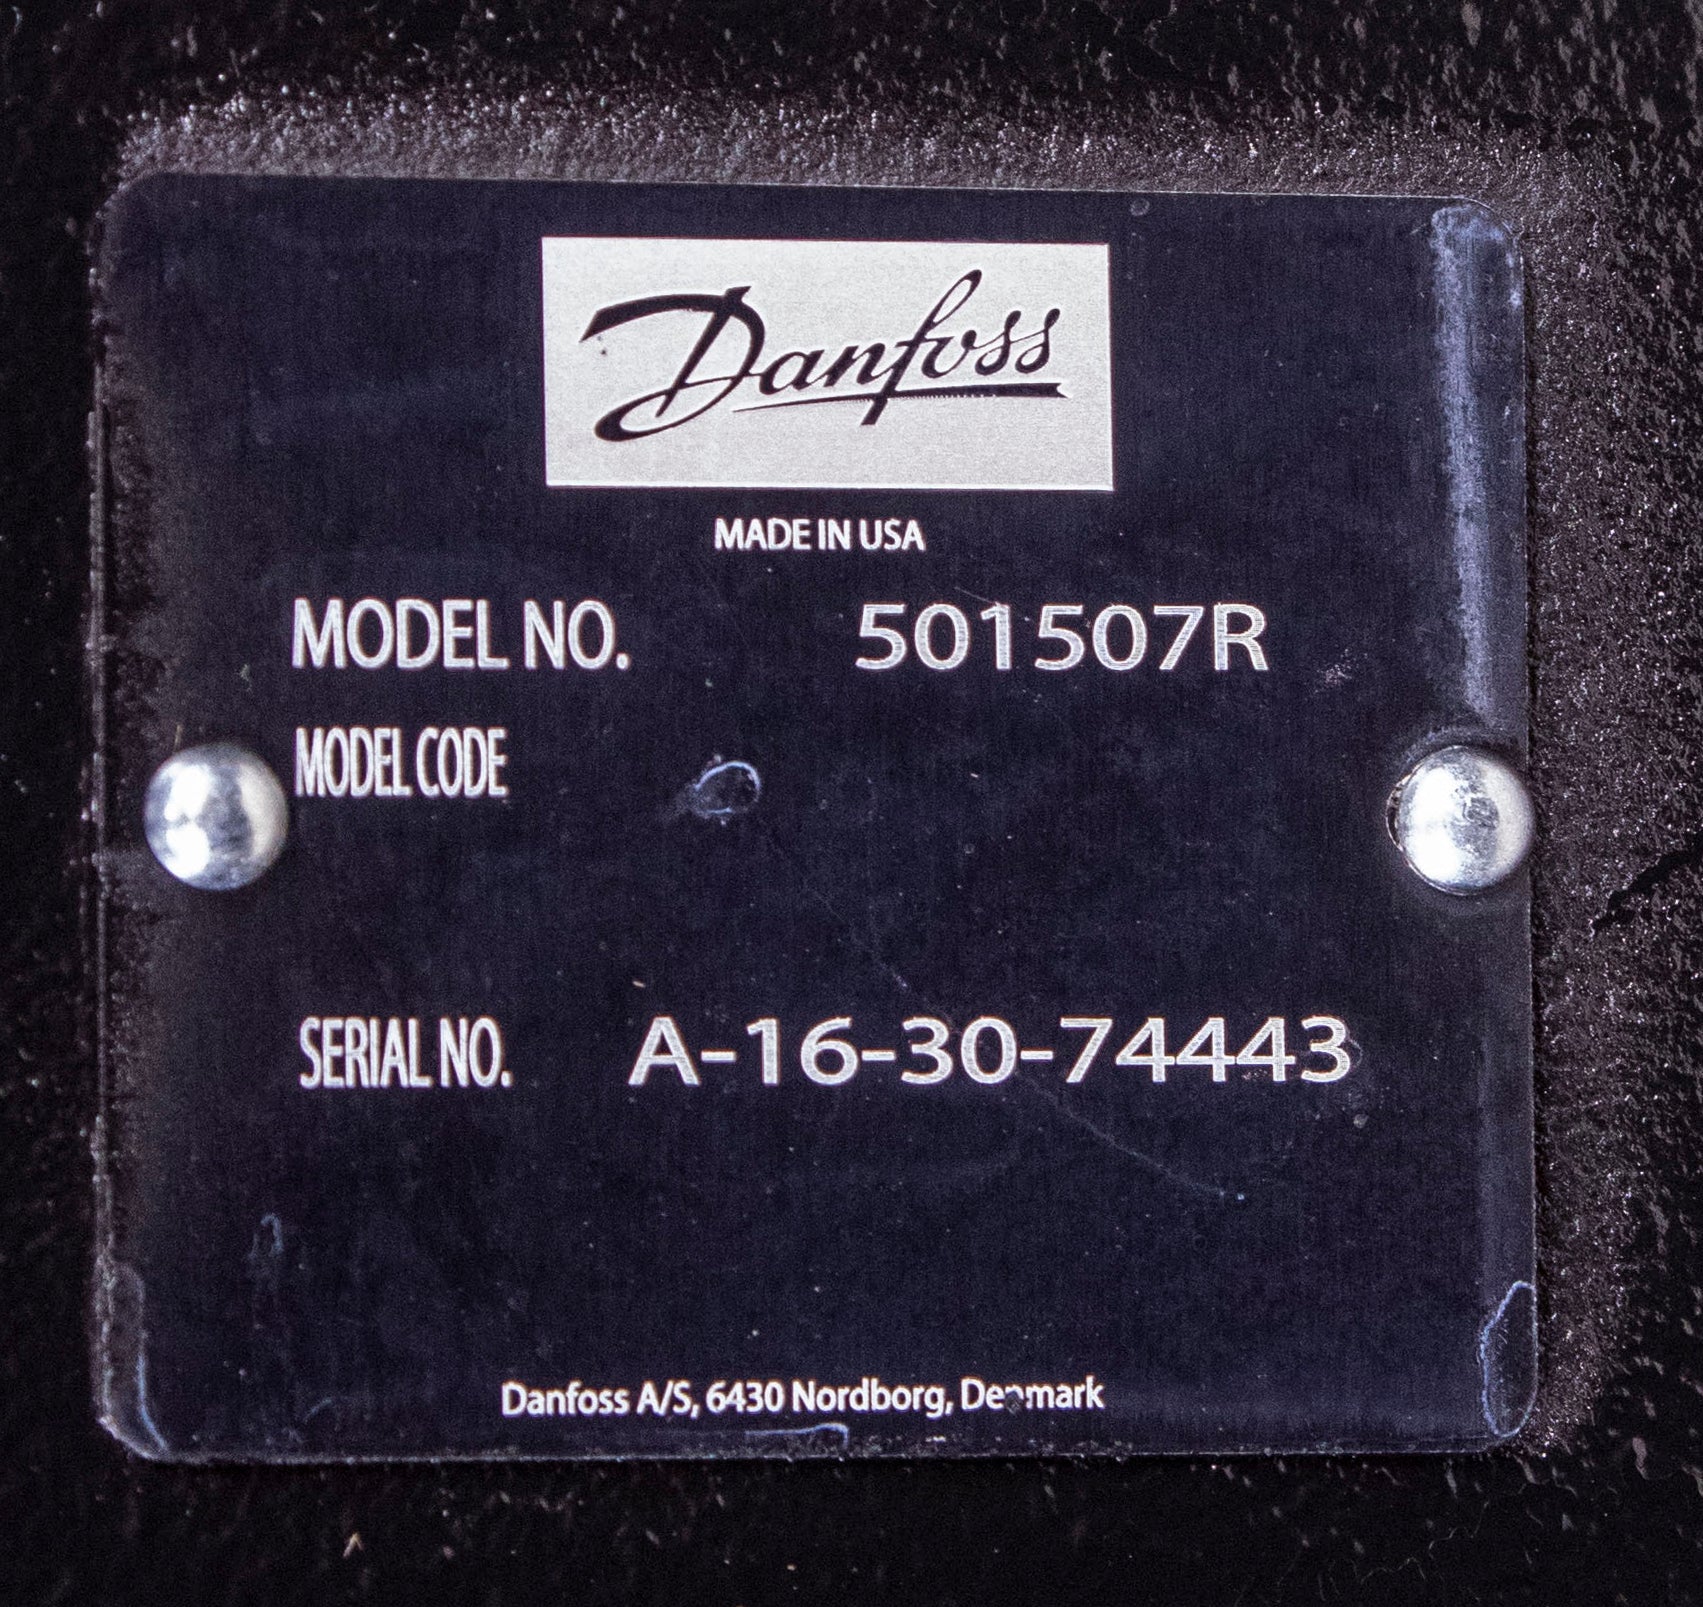 Danfoss
MADE IN USA
MODEL NO. 501507R
MODEL CODE
SERIAL NO. A-16-30-74443
Danfoss A/S, 6430 Nordborg, Denmark